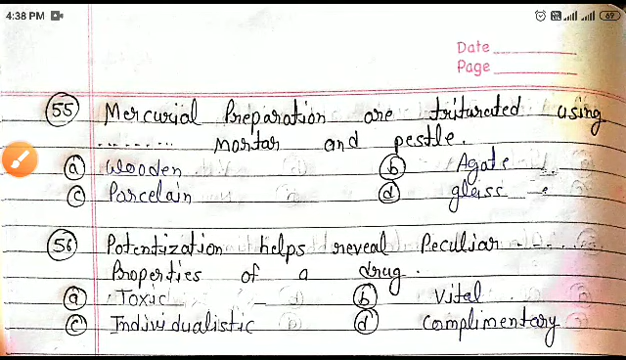 4:38 PM
69
Date
Page
55 Mercurial Preparation are triturated using
.......... mortar and pestle.
a wooden b Agate
c Porcelain d glass
56 Potentization helps reveal Peculiar
Properties of a drug.
a Toxic b Vital
c Individualistic d Complimentary